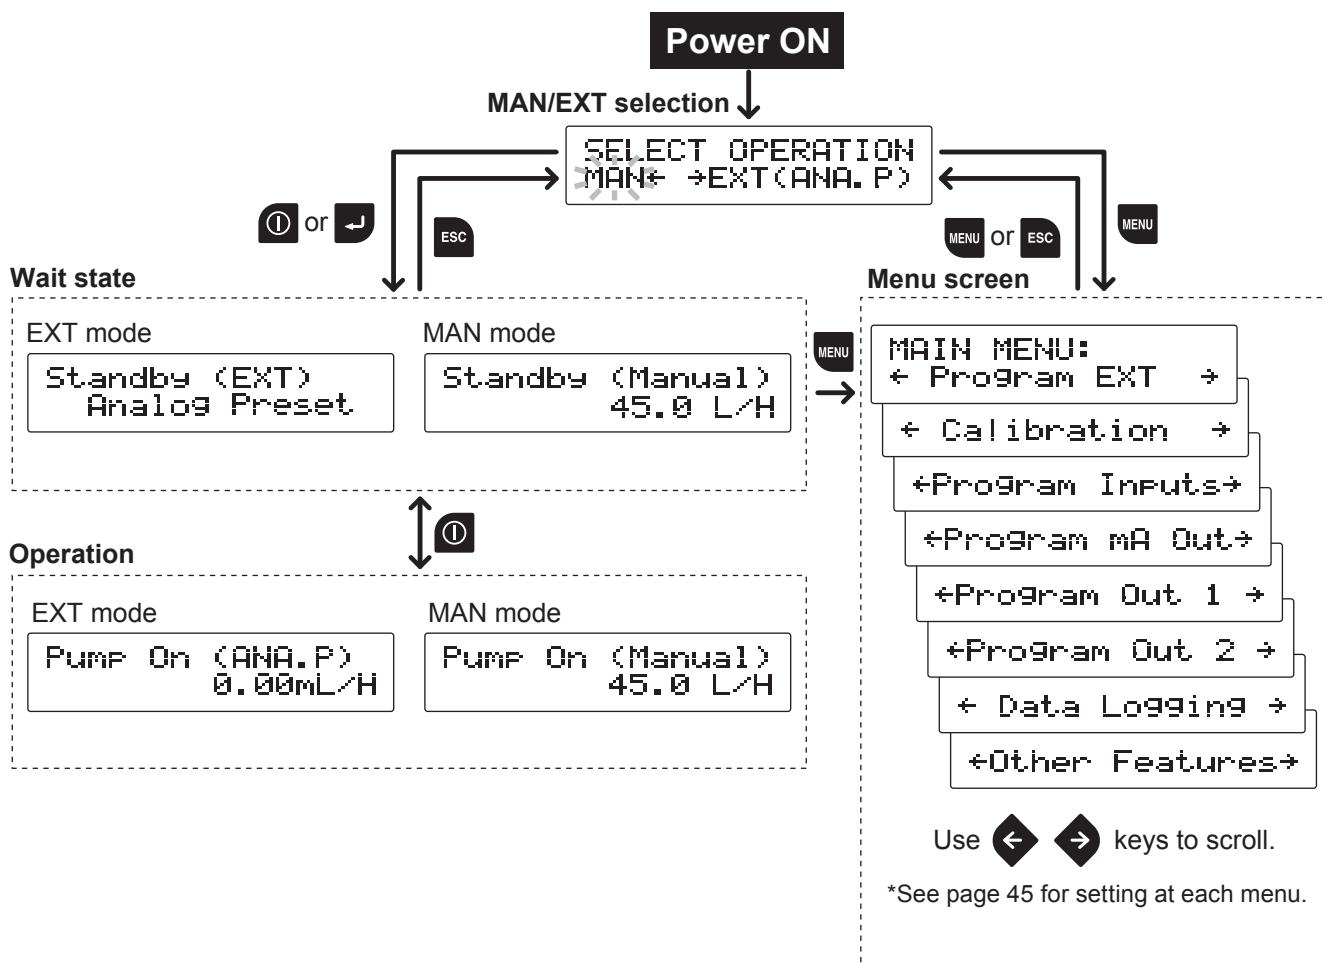 Power ON
MAN/EXT selection
SELECT OPERATION
MAN← →EXT(ANA.P)
or
ESC
MENU or ESC
MENU
Wait state
EXT mode
Standby (EXT)
Analog Preset
MAN mode
Standby (Manual)
45.0 L/H
MENU
Operation
EXT mode
Pump On (ANA.P)
0.00mL/H
MAN mode
Pump On (Manual)
45.0 L/H
Menu screen
MAIN MENU:
← Program EXT →
← Calibration →
←Program Inputs→
←Program mA Out→
←Program Out 1 →
←Program Out 2 →
← Data Logging →
←Other Features→
Use ← → keys to scroll.
*See page 45 for setting at each menu.